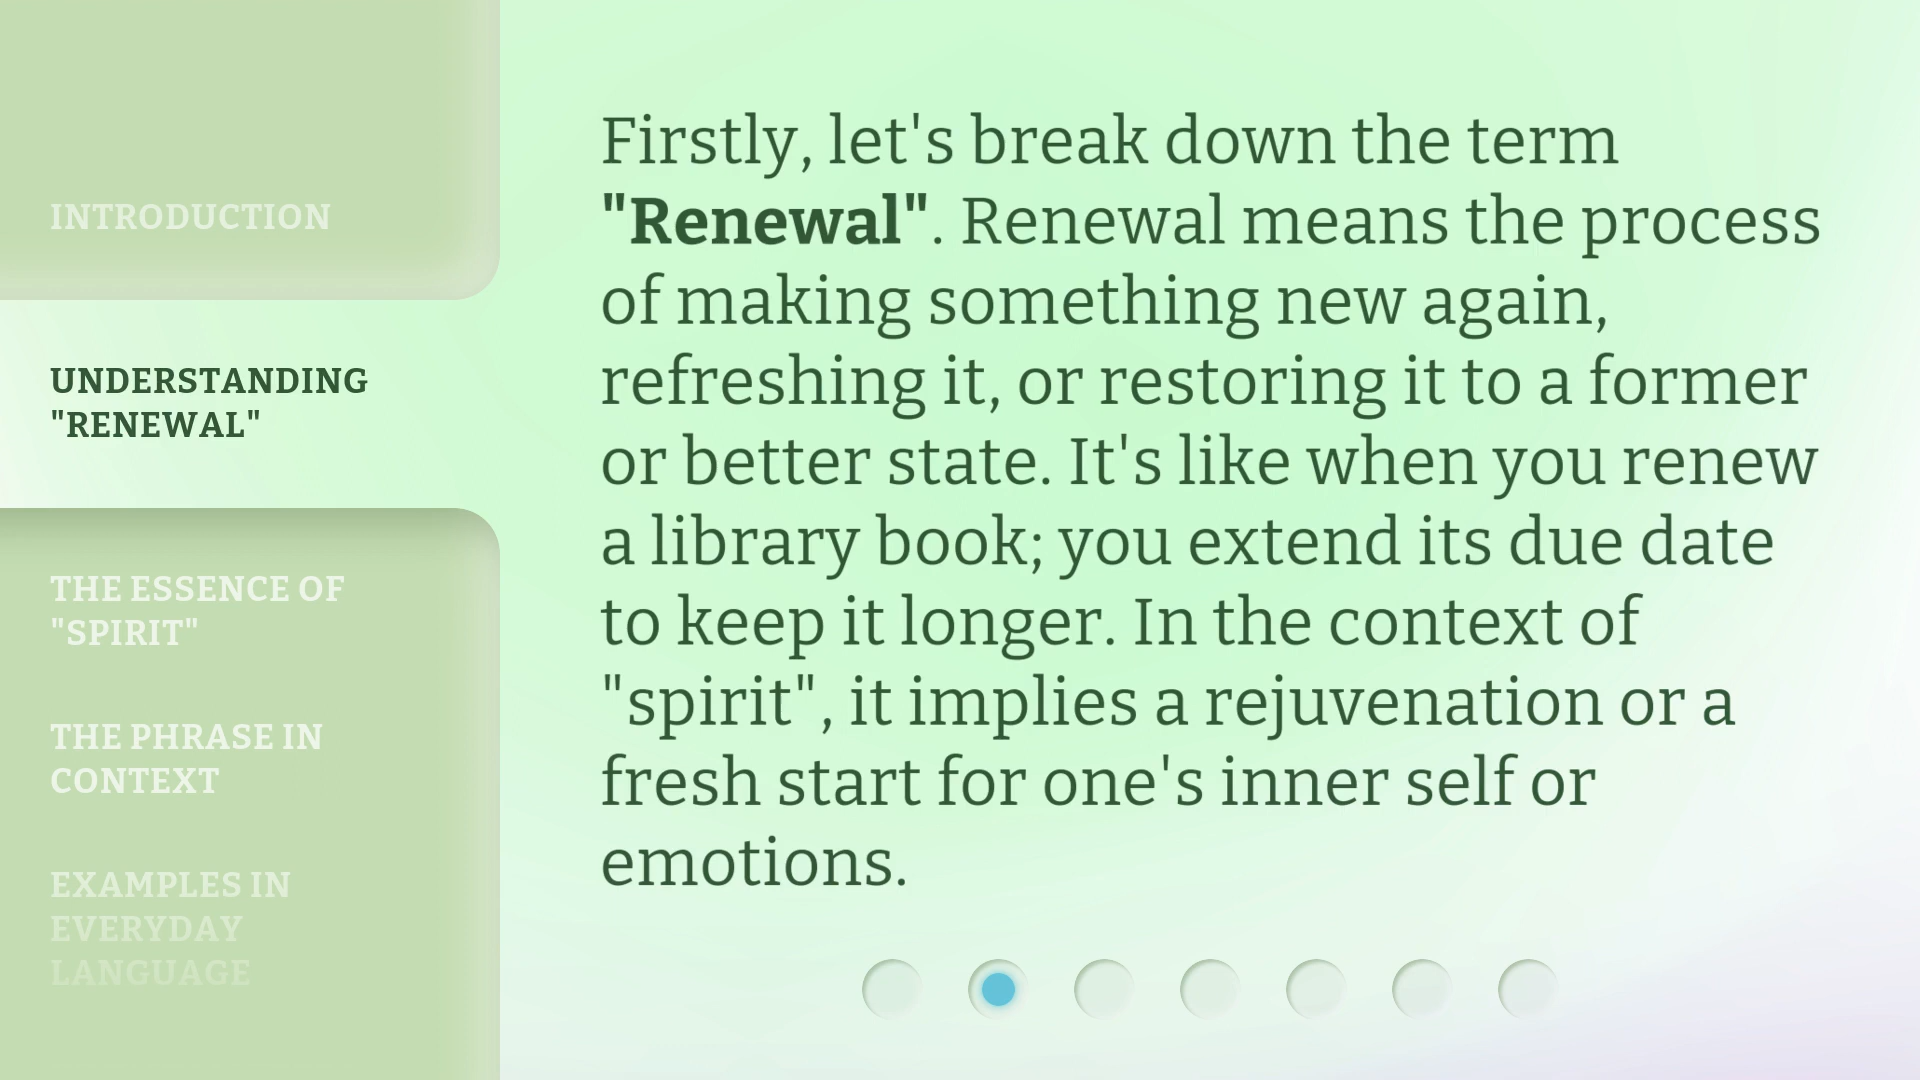 INTRODUCTION
UNDERSTANDING
"RENEWAL"
THE ESSENCE OF
"SPIRIT"
THE PHRASE IN
CONTEXT
EXAMPLES IN
EVERYDAY
LANGUAGE
Firstly, let's break down the term
"Renewal". Renewal means the process
of making something new again,
refreshing it, or restoring it to a former
or better state. It's like when you renew
a library book; you extend its due date
to keep it longer. In the context of
"spirit", it implies a rejuvenation or a
fresh start for one's inner self or
emotions.